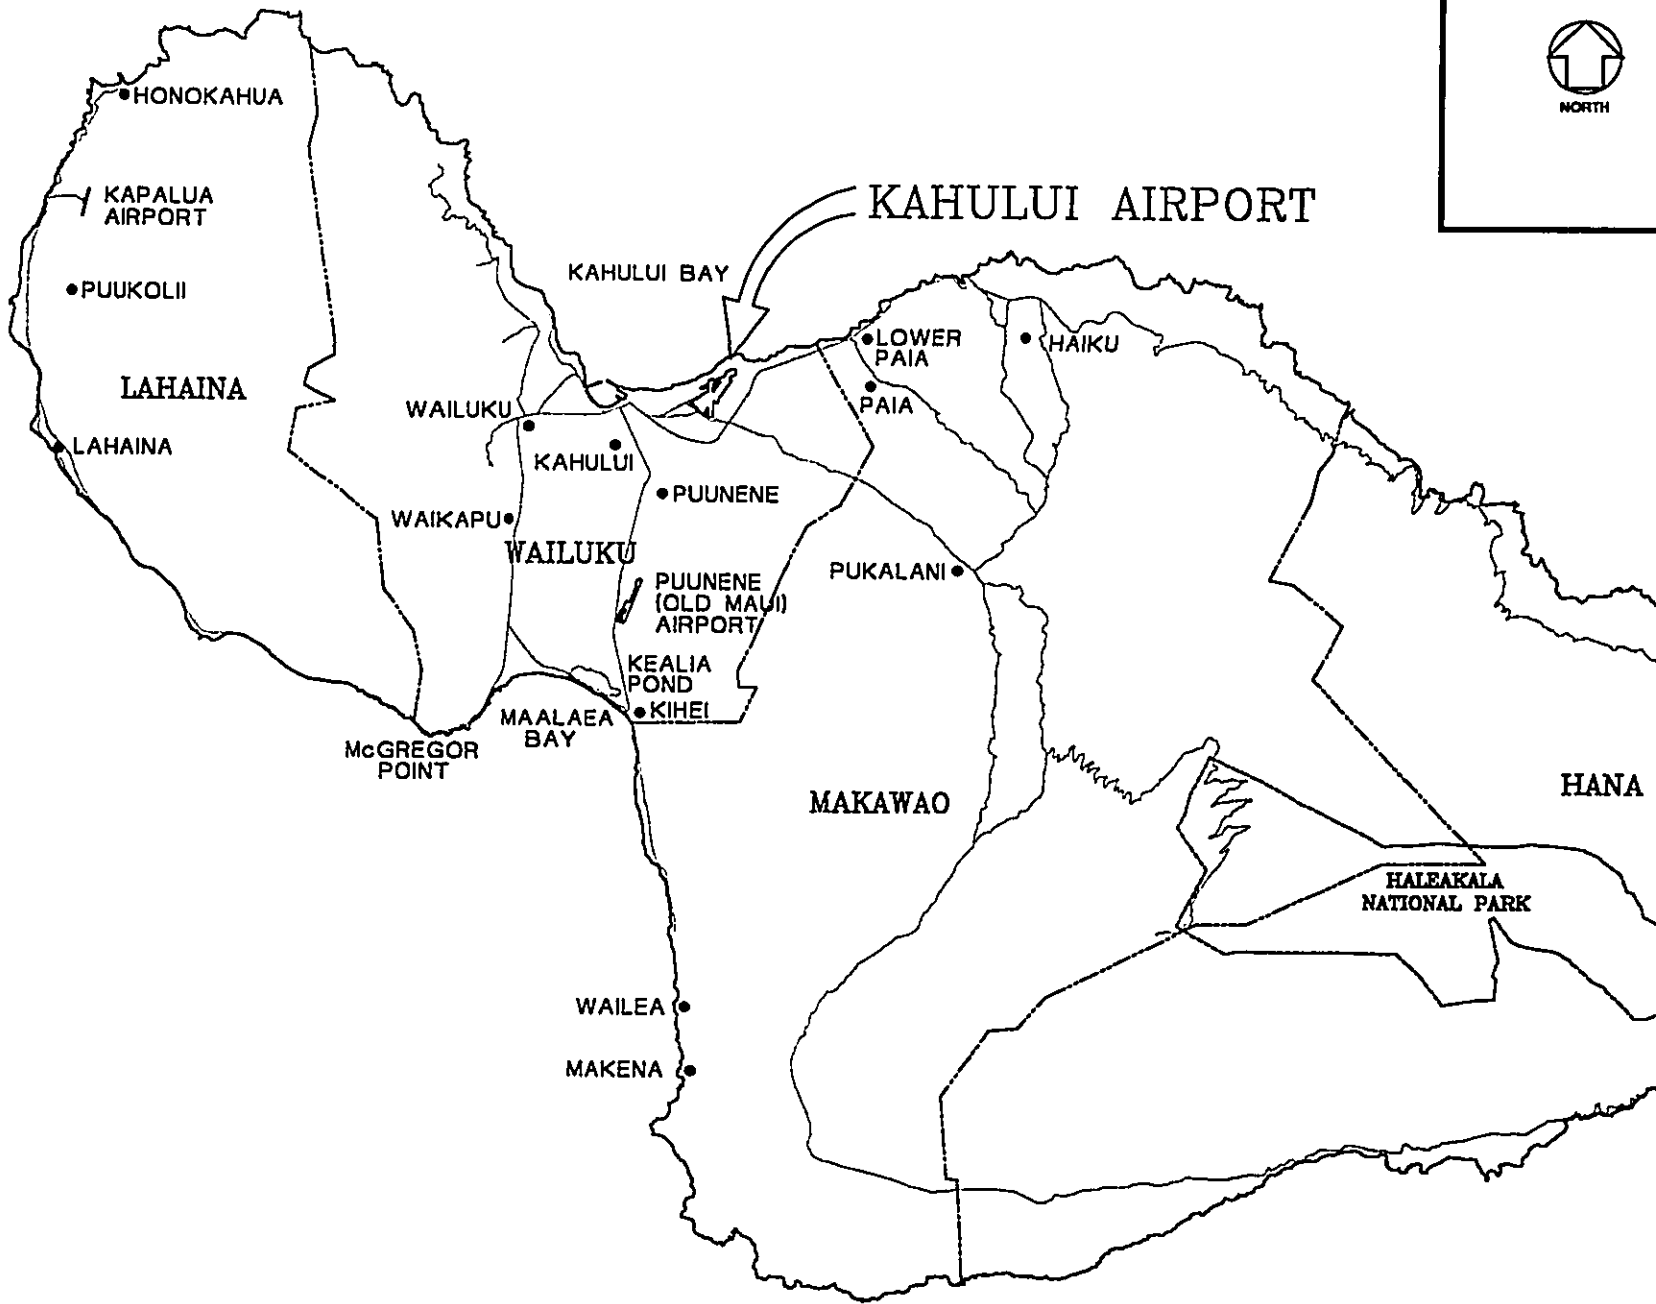 NORTH
HONOKAHUA
KAPALUA
AIRPORT
KAHULUI AIRPORT
KAHULUI BAY
PUUKOLII
LOWER
PAIA
HAIKU
LAHAINA
PAIA
WAILUKU
LAHAINA
KAHULUI
PUUNENE
WAIKAPU
WAILUKU
PUKALANI
PUUNENE
(OLD MAUI)
AIRPORT
KEALIA
POND
KIHEI
MAALAEA
BAY
McGREGOR
POINT
MAKAWAO
HANA
HALEAKALA
NATIONAL PARK
WAILEA
MAKENA